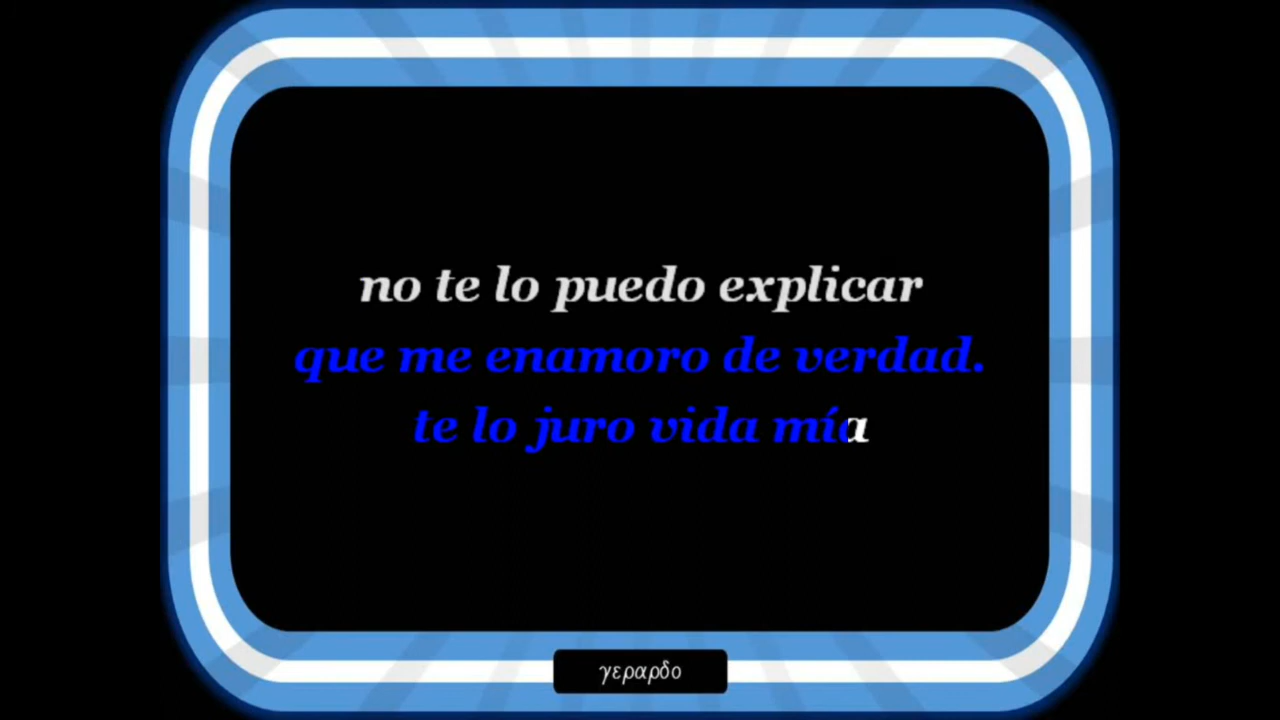 no te lo puedo explicar
que me enamoro de verdad.
te lo juro vida mía
γεραρδο